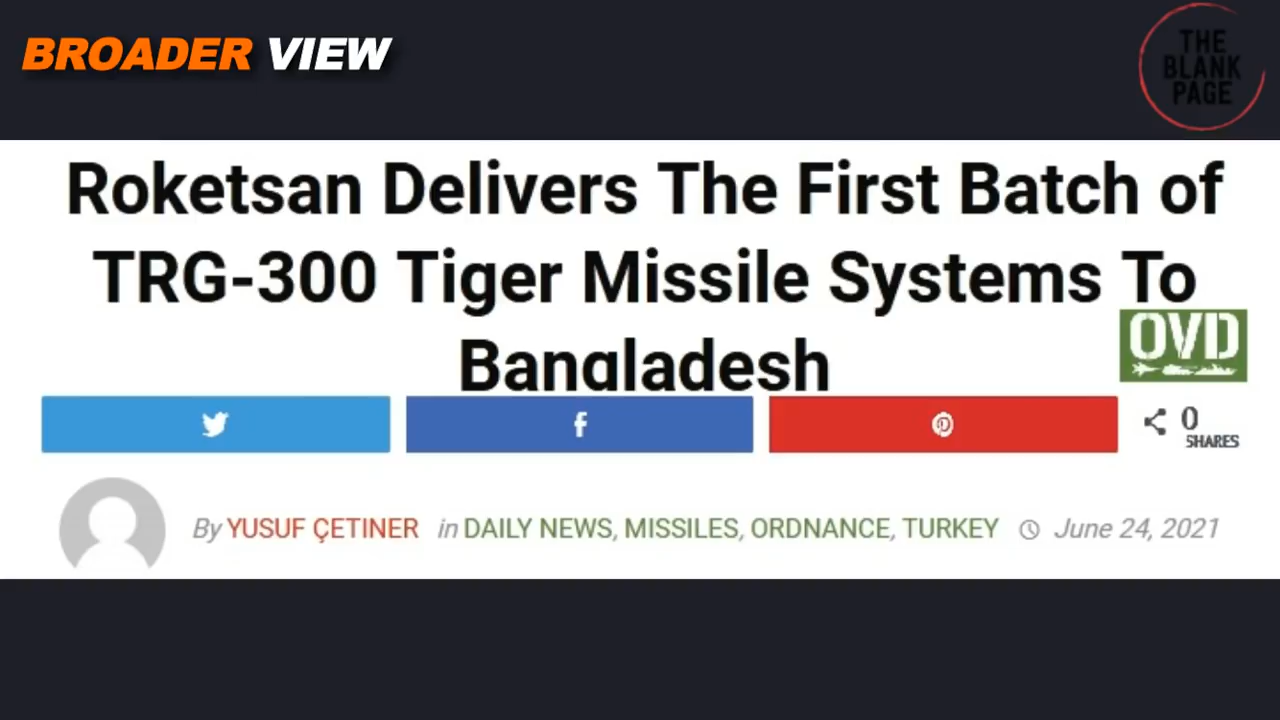 BROADER VIEW
THE
BLANK
PAGE
Roketsan Delivers The First Batch of
TRG-300 Tiger Missile Systems To
Bangladesh
OVD
0
SHARES
By YUSUF ÇETINER in DAILY NEWS, MISSILES, ORDNANCE, TURKEY June 24, 2021